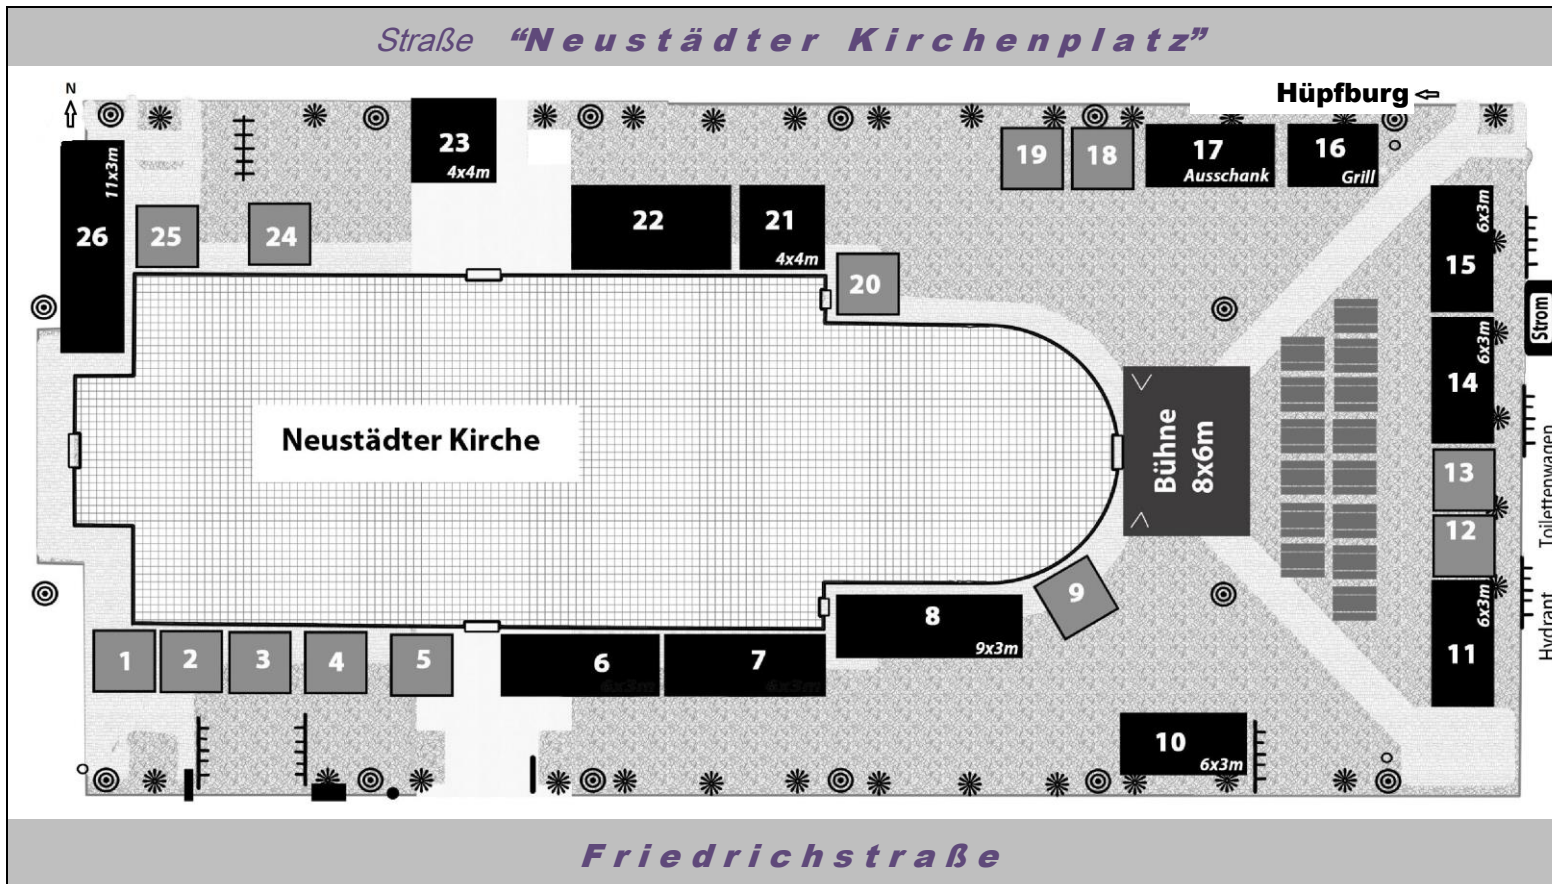 Straße “Neustädter Kirchenplatz”
N
Hüpfburg
23
4x4m
19
18
17
Ausschank
16
Grill
11x3m
26
25
24
22
21
4x4m
20
6x3m
15
Strom
6x3m
14
Neustädter Kirche
Bühne
8x6m
13
12
Toilettenwagen
9
8
9x3m
6x3m
11
Hydrant
1
2
3
4
5
6
6x3m
7
6x3m
10
6x3m
Friedrichstraße